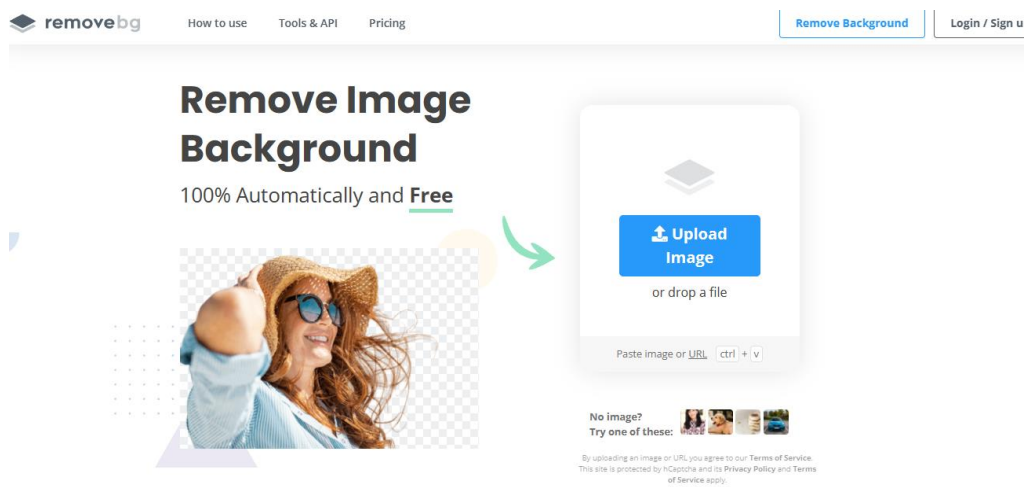 removebg
How to use
Tools & API
Pricing
Remove Background
Login / Sign u
Remove Image
Background
100% Automatically and Free
Upload
Image
or drop a file
Paste image or URL ctrl + v
No image?
Try one of these:
By uploading an image or URL you agree to our Terms of Service.
This site is protected by hCaptcha and its Privacy Policy and Terms
of Service apply.